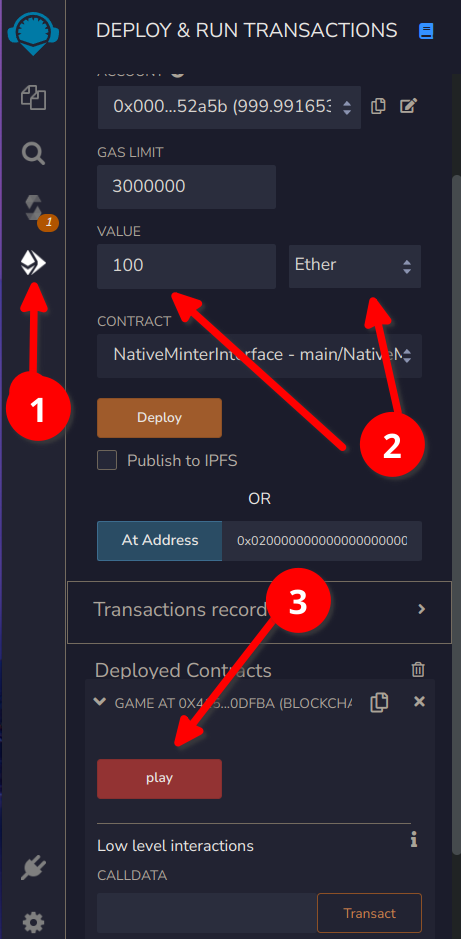 DEPLOY & RUN TRANSACTIONS
ACCOUNT
0x000...52a5b (999.991653
GAS LIMIT
3000000
1
VALUE
100
Ether
CONTRACT
NativeMinterInterface - main/NativeM
1
2
Deploy
Publish to IPFS
OR
At Address
0x020000000000000000000
3
Transactions record
Deployed Contracts
GAME AT
(BLOCKCHA
play
Low level interactions
i
CALLDATA
Transact